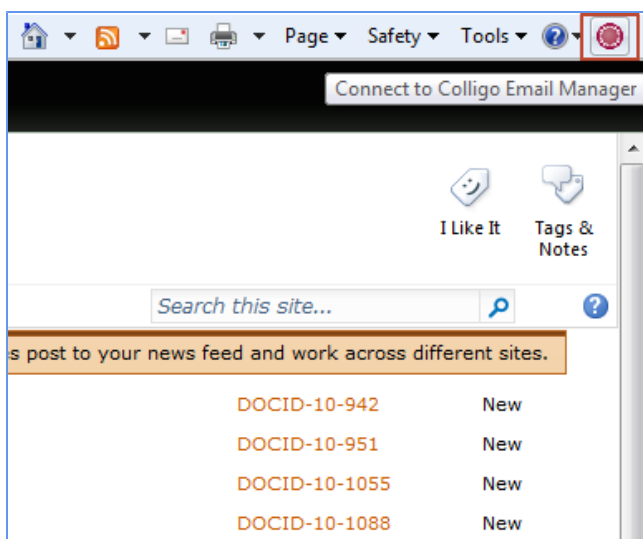 Page Safety Tools
Connect to Colligo Email Manager
I Like It Tags &
Notes
Search this site...
s post to your news feed and work across different sites.
DOCID-10-942 New
DOCID-10-951 New
DOCID-10-1055 New
DOCID-10-1088 New